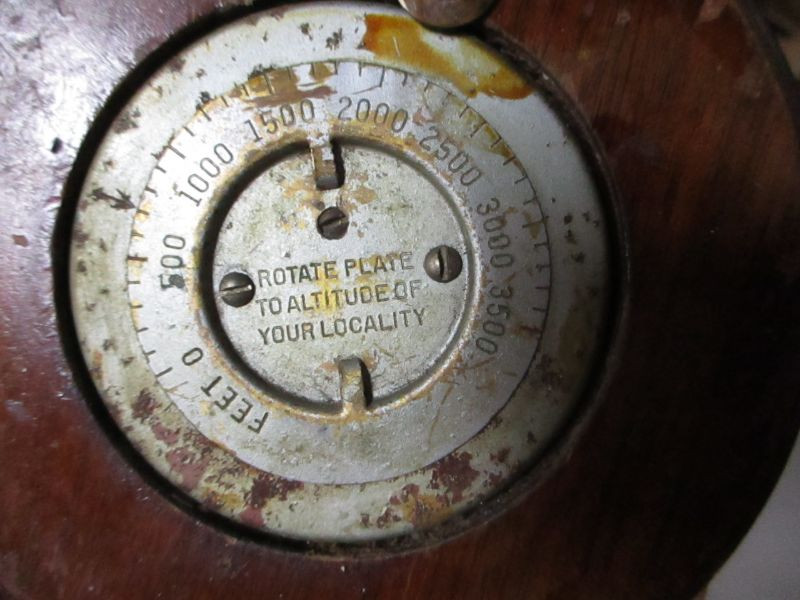 FEET 0 500 1000 1500 2000 2500 3000 3500
ROTATE PLATE
TO ALTITUDE OF
YOUR LOCALITY